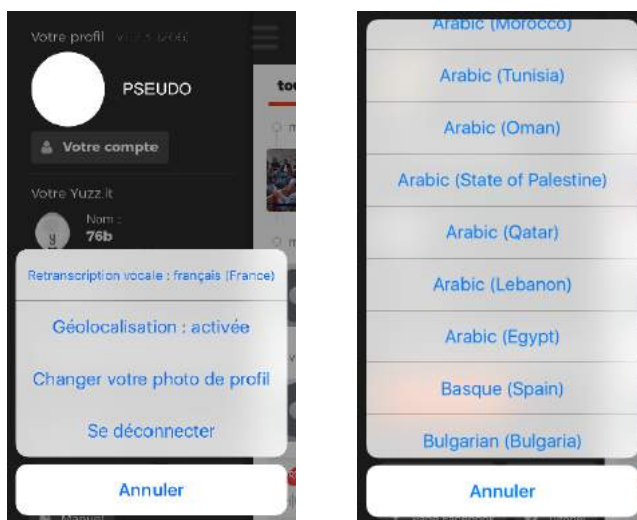 Votre profil
PSEUDO
Votre compte
Votre Yuzz.it
Nom :
76b
Retranscription vocale : français (France)
Géolocalisation : activée
Changer votre photo de profil
Se déconnecter
Annuler
Manuel
Arabic (Morocco)
Arabic (Tunisia)
Arabic (Oman)
Arabic (State of Palestine)
Arabic (Qatar)
Arabic (Lebanon)
Arabic (Egypt)
Basque (Spain)
Bulgarian (Bulgaria)
Annuler